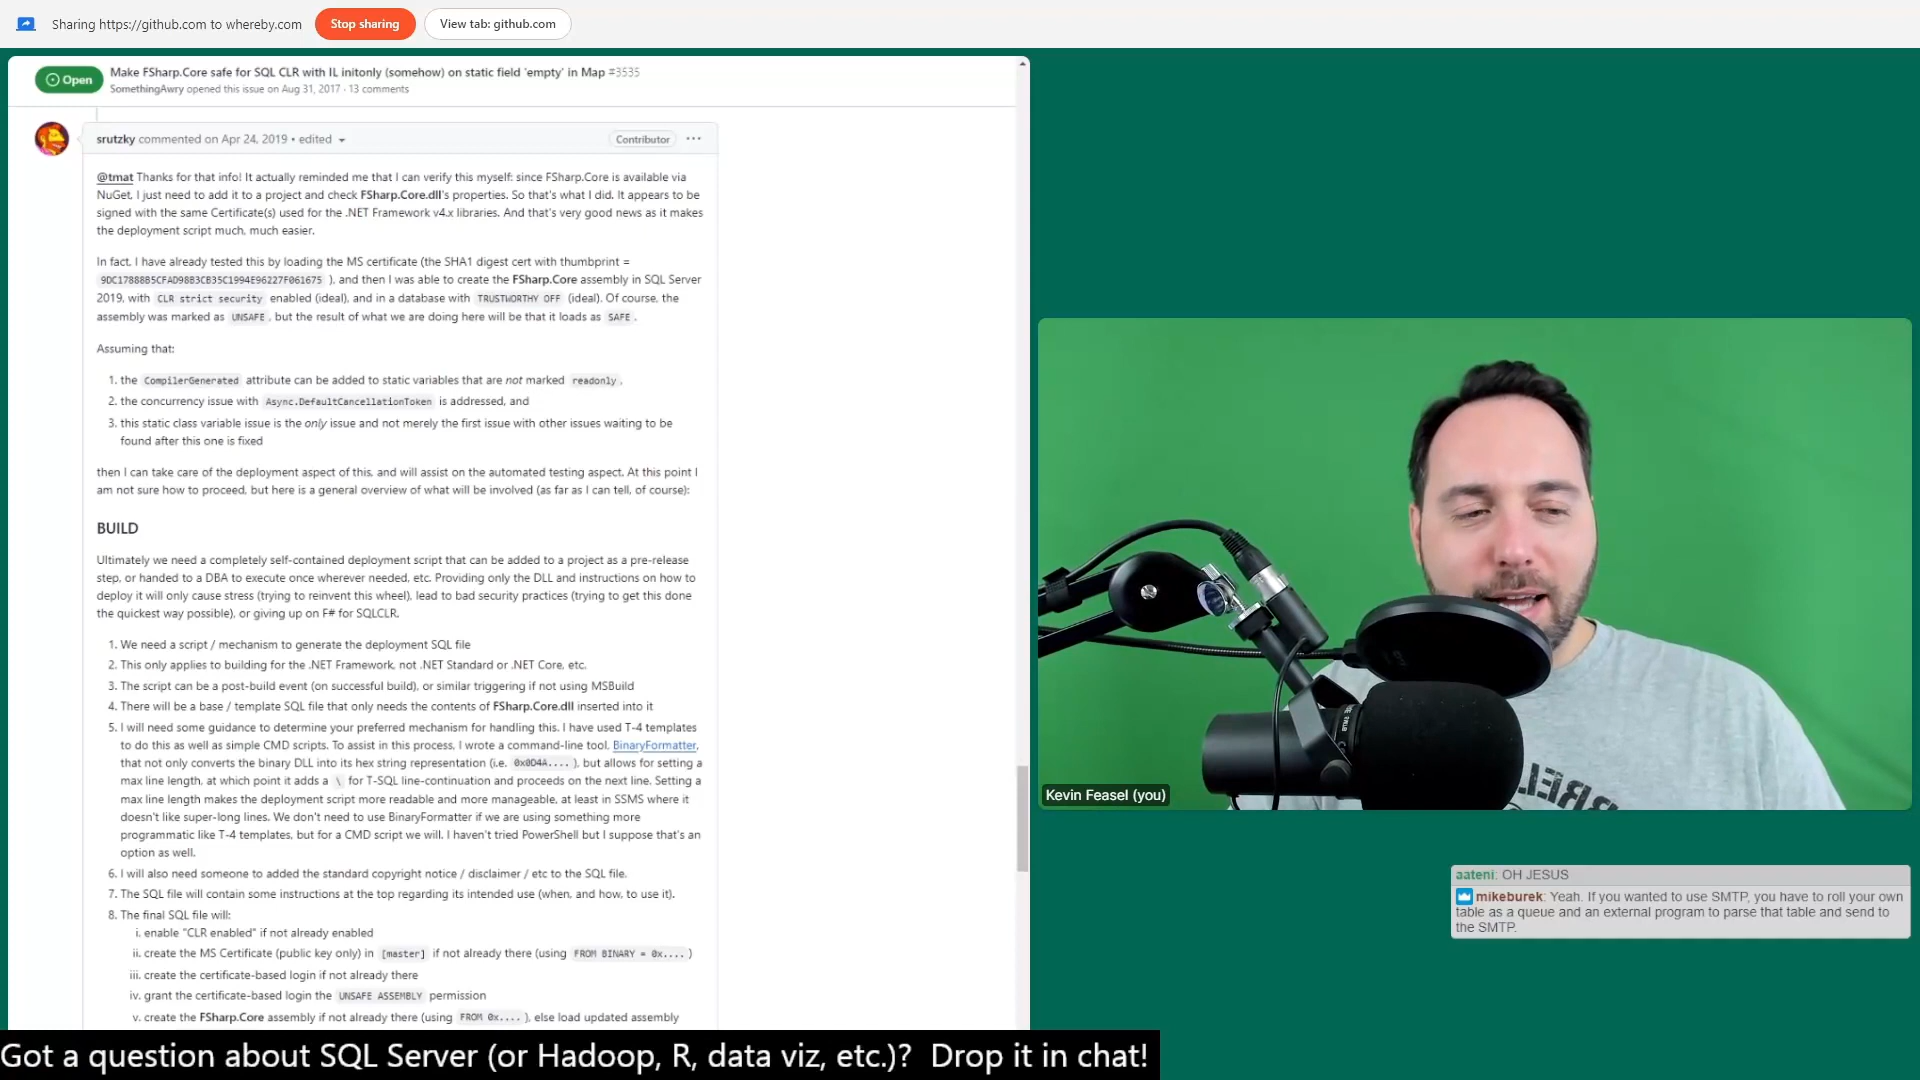 Sharing https://github.com to whereby.com
Stop sharing
View tab: github.com
Open
Make FSharp.Core safe for SQL CLR with IL initonly (somehow) on static field 'empty' in Map #3535
SomethingAwry opened this issue on Aug 31, 2017 · 13 comments
srutzky commented on Apr 24, 2019 • edited
Contributor
@tmat Thanks for that info! It actually reminded me that I can verify this myself: since FSharp.Core is available via
NuGet, I just need to add it to a project and check FSharp.Core.dll's properties. So that's what I did. It appears to be
signed with the same Certificate(s) used for the .NET Framework v4.x libraries. And that's very good news as it makes
the deployment script much, much easier.
In fact, I have already tested this by loading the MS certificate (the SHA1 digest cert with thumbprint =
9DC17888B5CFAD98B3CB35C1994E96227F061675 ), and then I was able to create the FSharp.Core assembly in SQL Server
2019, with CLR strict security enabled (ideal), and in a database with TRUSTWORTHY OFF (ideal). Of course, the
assembly was marked as UNSAFE , but the result of what we are doing here will be that it loads as SAFE .
Assuming that:
1. the CompilerGenerated attribute can be added to static variables that are not marked readonly ,
2. the concurrency issue with Async.DefaultCancellationToken is addressed, and
3. this static class variable issue is the only issue and not merely the first issue with other issues waiting to be
found after this one is fixed
then I can take care of the deployment aspect of this, and will assist on the automated testing aspect. At this point I
am not sure how to proceed, but here is a general overview of what will be involved (as far as I can tell, of course):
BUILD
Ultimately we need a completely self-contained deployment script that can be added to a project as a pre-release
step, or handed to a DBA to execute once wherever needed, etc. Providing only the DLL and instructions on how to
deploy it will only cause stress (trying to reinvent this wheel), lead to bad security practices (trying to get this done
the quickest way possible), or giving up on F# for SQLCLR.
1. We need a script / mechanism to generate the deployment SQL file
2. This only applies to building for the .NET Framework, not .NET Standard or .NET Core, etc.
3. The script can be a post-build event (on successful build), or similar triggering if not using MSBuild
4. There will be a base / template SQL file that only needs the contents of FSharp.Core.dll inserted into it
5. I will need some guidance to determine your preferred mechanism for handling this. I have used T-4 templates
to do this as well as simple CMD scripts. To assist in this process, I wrote a command-line tool, BinaryFormatter,
that not only converts the binary DLL into its hex string representation (i.e. 0x0D4A.... ), but allows for setting a
max line length, at which point it adds a \ for T-SQL line-continuation and proceeds on the next line. Setting a
max line length makes the deployment script more readable and more manageable, at least in SSMS where it
doesn't like super-long lines. We don't need to use BinaryFormatter if we are using something more
programmatic like T-4 templates, but for a CMD script we will. I haven't tried PowerShell but I suppose that's an
option as well.
6. I will also need someone to added the standard copyright notice / disclaimer / etc to the SQL file.
7. The SQL file will contain some instructions at the top regarding its intended use (when, and how, to use it).
8. The final SQL file will:
i. enable "CLR enabled" if not already enabled
ii. create the MS Certificate (public key only) in [master] if not already there (using FROM BINARY = 0x.... )
iii. create the certificate-based login if not already there
iv. grant the certificate-based login the UNSAFE ASSEMBLY permission
v. create the FSharp.Core assembly if not already there (using FROM 0x.... ), else load updated assembly
Kevin Feasel (you)
aateni: OH JESUS
mikeburek: Yeah. If you wanted to use SMTP, you have to roll your own
table as a queue and an external program to parse that table and send to
the SMTP.
Got a question about SQL Server (or Hadoop, R, data viz, etc.)? Drop it in chat!